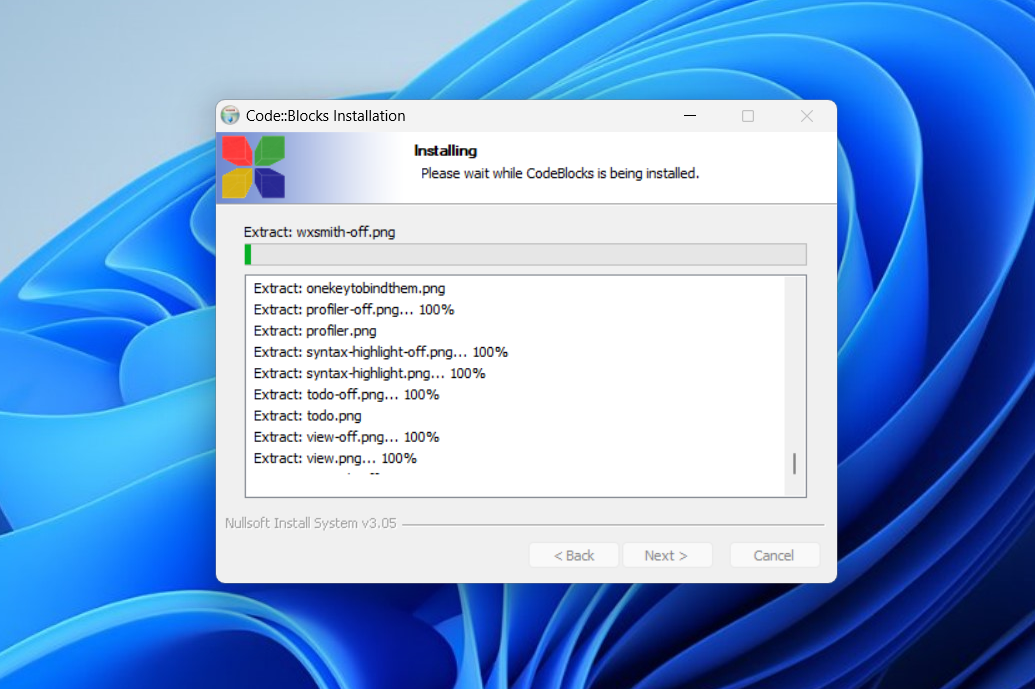 Code::Blocks Installation
Installing
Please wait while CodeBlocks is being installed.
Extract: wxsmith-off.png
Extract: onekeytobindthem.png
Extract: profiler-off.png... 100%
Extract: profiler.png
Extract: syntax-highlight-off.png... 100%
Extract: syntax-highlight.png... 100%
Extract: todo-off.png... 100%
Extract: todo.png
Extract: view-off.png... 100%
Extract: view.png... 100%
Nullsoft Install System v3.05
< Back Next > Cancel